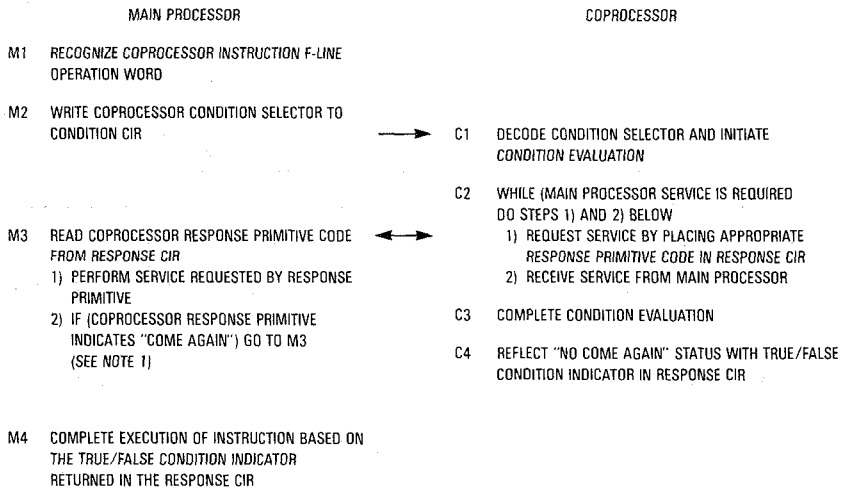 MAIN PROCESSOR
COPROCESSOR
M1 RECOGNIZE COPROCESSOR INSTRUCTION F-LINE
OPERATION WORD
M2 WRITE COPROCESSOR CONDITION SELECTOR TO
CONDITION CIR
C1 DECODE CONDITION SELECTOR AND INITIATE
CONDITION EVALUATION
C2 WHILE (MAIN PROCESSOR SERVICE IS REQUIRED
DO STEPS 1) AND 2) BELOW
1) REQUEST SERVICE BY PLACING APPROPRIATE
RESPONSE PRIMITIVE CODE IN RESPONSE CIR
2) RECEIVE SERVICE FROM MAIN PROCESSOR
M3 READ COPROCESSOR RESPONSE PRIMITIVE CODE
FROM RESPONSE CIR
1) PERFORM SERVICE REQUESTED BY RESPONSE
PRIMITIVE
2) IF (COPROCESSOR RESPONSE PRIMITIVE
INDICATES "COME AGAIN") GO TO M3
(SEE NOTE 1)
C3 COMPLETE CONDITION EVALUATION
C4 REFLECT "NO COME AGAIN" STATUS WITH TRUE/FALSE
CONDITION INDICATOR IN RESPONSE CIR
M4 COMPLETE EXECUTION OF INSTRUCTION BASED ON
THE TRUE/FALSE CONDITION INDICATOR
RETURNED IN THE RESPONSE CIR